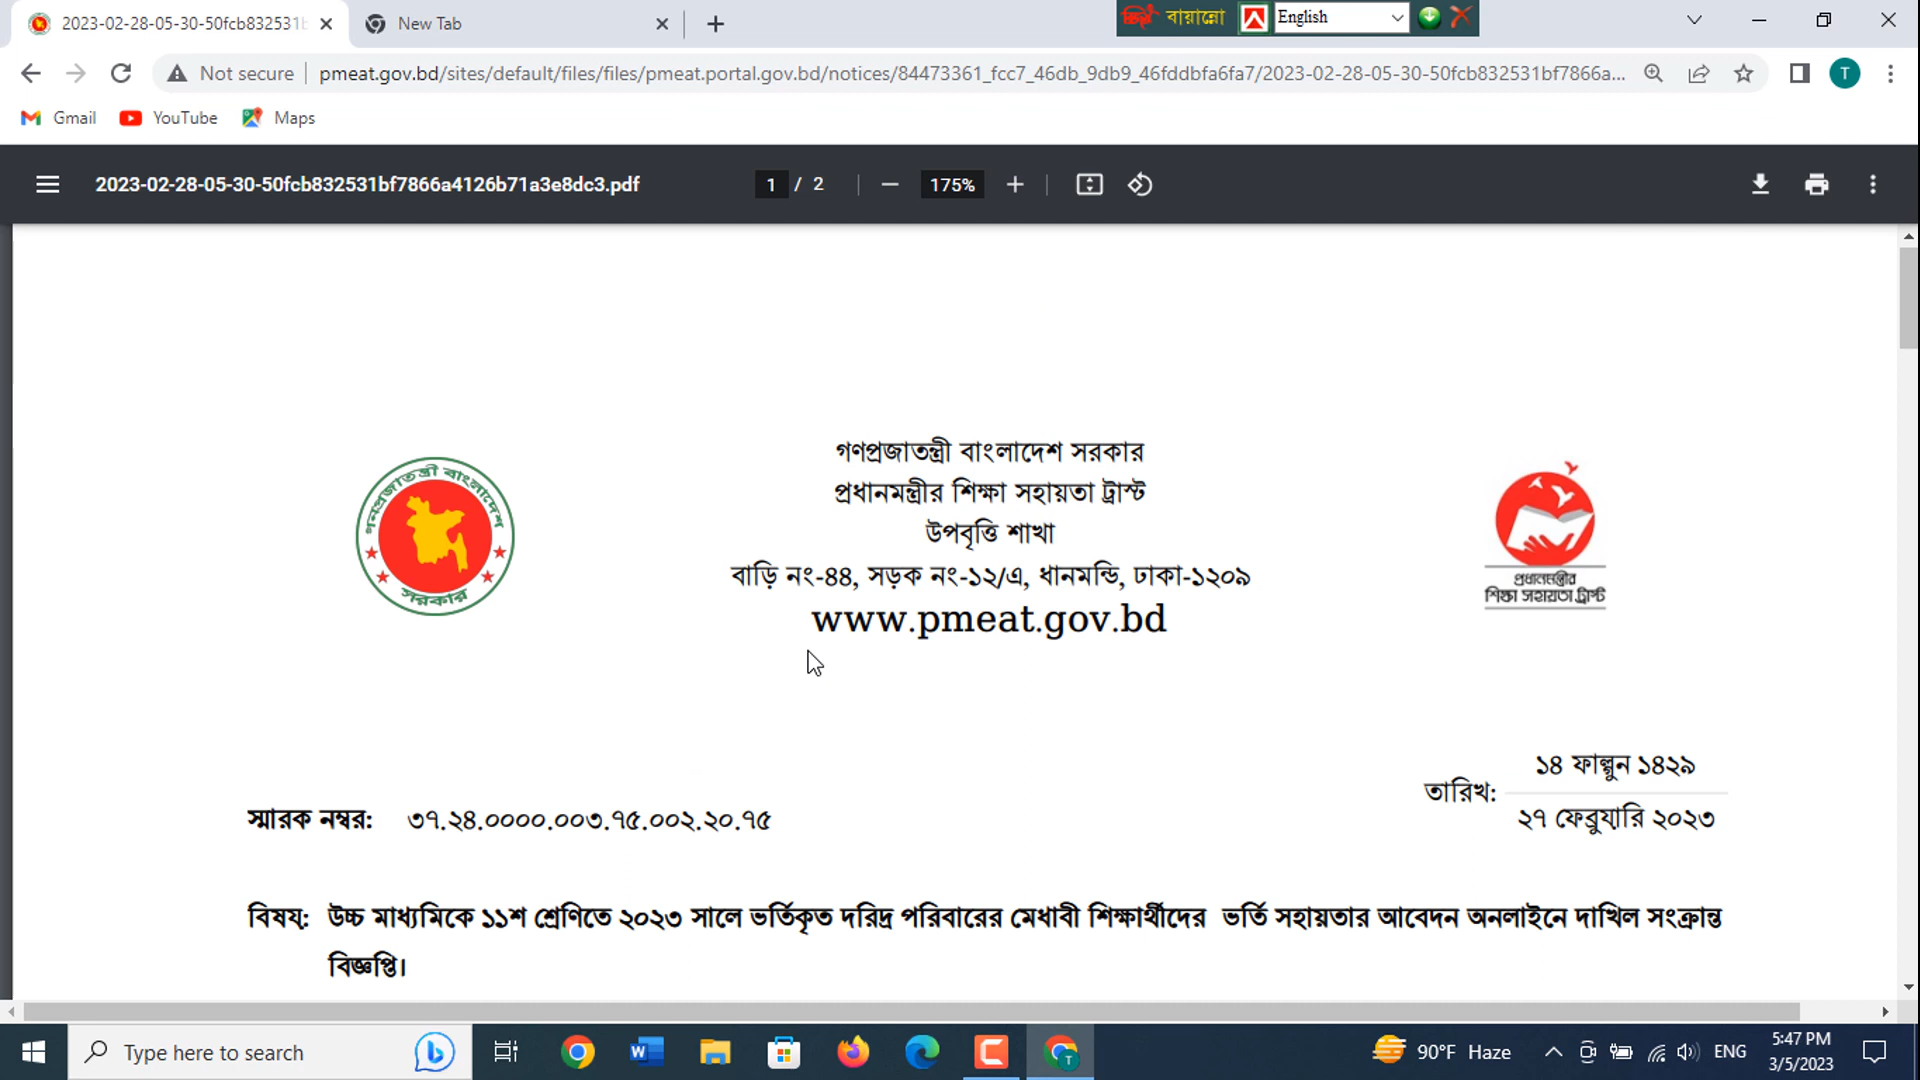 2023-02-28-05-30-50fcb832531b
New Tab
বায়ান্নো
English
Not secure
pmeat.gov.bd/sites/default/files/files/pmeat.portal.gov.bd/notices/84473361_fcc7_46db_9db9_46fddbfa6fa7/2023-02-28-05-30-50fcb832531bf7866a...
T
Gmail
YouTube
Maps
2023-02-28-05-30-50fcb832531bf7866a4126b71a3e8dc3.pdf
1 / 2
175%
গণপ্রজাতন্ত্রী বাংলাদেশ সরকার
প্রধানমন্ত্রীর শিক্ষা সহায়তা ট্রাস্ট
উপবৃত্তি শাখা
বাড়ি নং-৪৪, সড়ক নং-১২/এ, ধানমন্ডি, ঢাকা-১২০৯
www.pmeat.gov.bd
গণপ্রজাতন্ত্রী বাংলাদেশ
সরকার
প্রধানমন্ত্রীর
শিক্ষা সহায়তা ট্রাস্ট
স্মারক নম্বর: ৩৭.২৪.০০০০.০০৩.৭৫.০০২.২০.৭৫
তারিখ:
১৪ ফাল্গুন ১৪২৯
২৭ ফেব্রুয়ারি ২০২৩
বিষয়: উচ্চ মাধ্যমিকে ১১শ শ্রেণিতে ২০২৩ সালে ভর্তিকৃত দরিদ্র পরিবারের মেধাবী শিক্ষার্থীদের ভর্তি সহায়তার আবেদন অনলাইনে দাখিল সংক্রান্ত
বিজ্ঞপ্তি।
Type here to search
90°F Haze
ENG
5:47 PM
3/5/2023